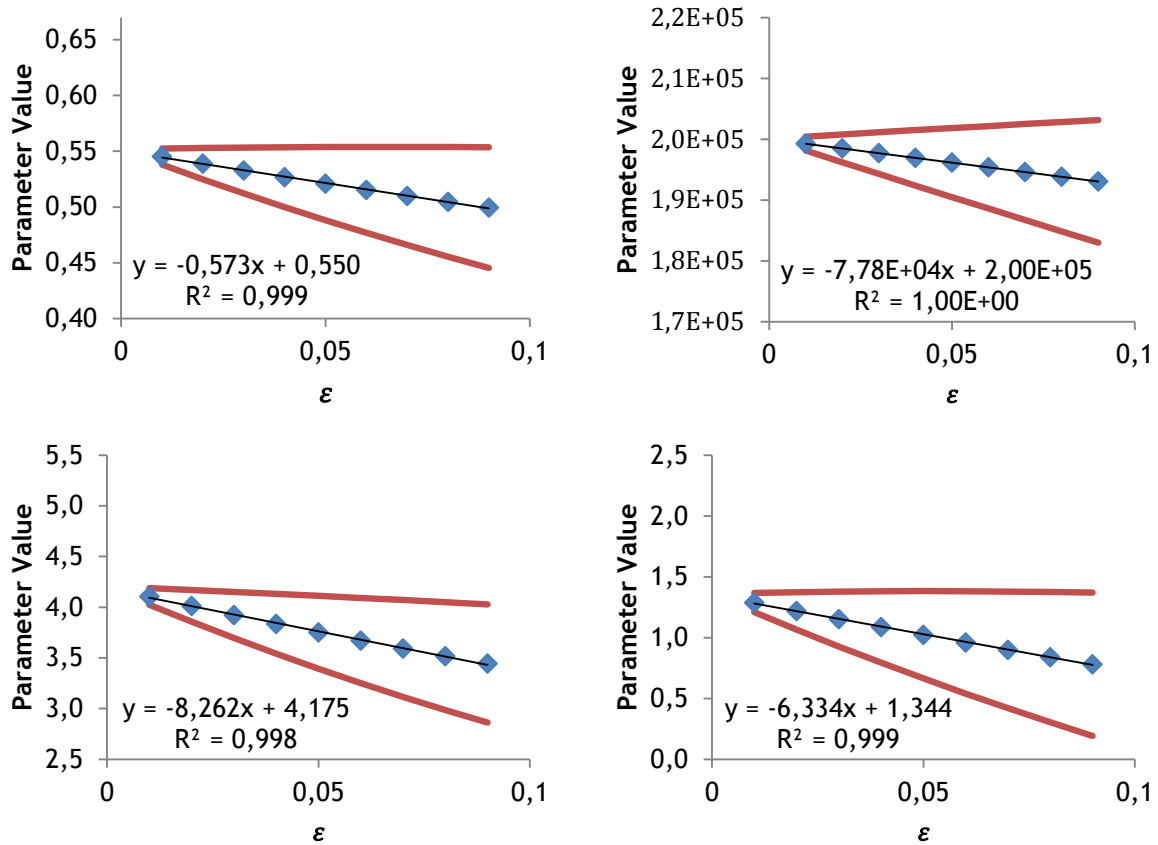 Parameter Value
0,65
0,60
0,55
0,50
0,45
0,40
y = -0,573x + 0,550
R² = 0,999
0
0,05
0,1
ε
Parameter Value
2,2E+05
2,1E+05
2,0E+05
1,9E+05
1,8E+05
1,7E+05
y = -7,78E+04x + 2,00E+05
R² = 1,00E+00
0
0,05
0,1
ε
Parameter Value
5,5
5,0
4,5
4,0
3,5
3,0
2,5
y = -8,262x + 4,175
R² = 0,998
0
0,05
0,1
ε
Parameter Value
2,5
2,0
1,5
1,0
0,5
0,0
y = -6,334x + 1,344
R² = 0,999
0
0,05
0,1
ε